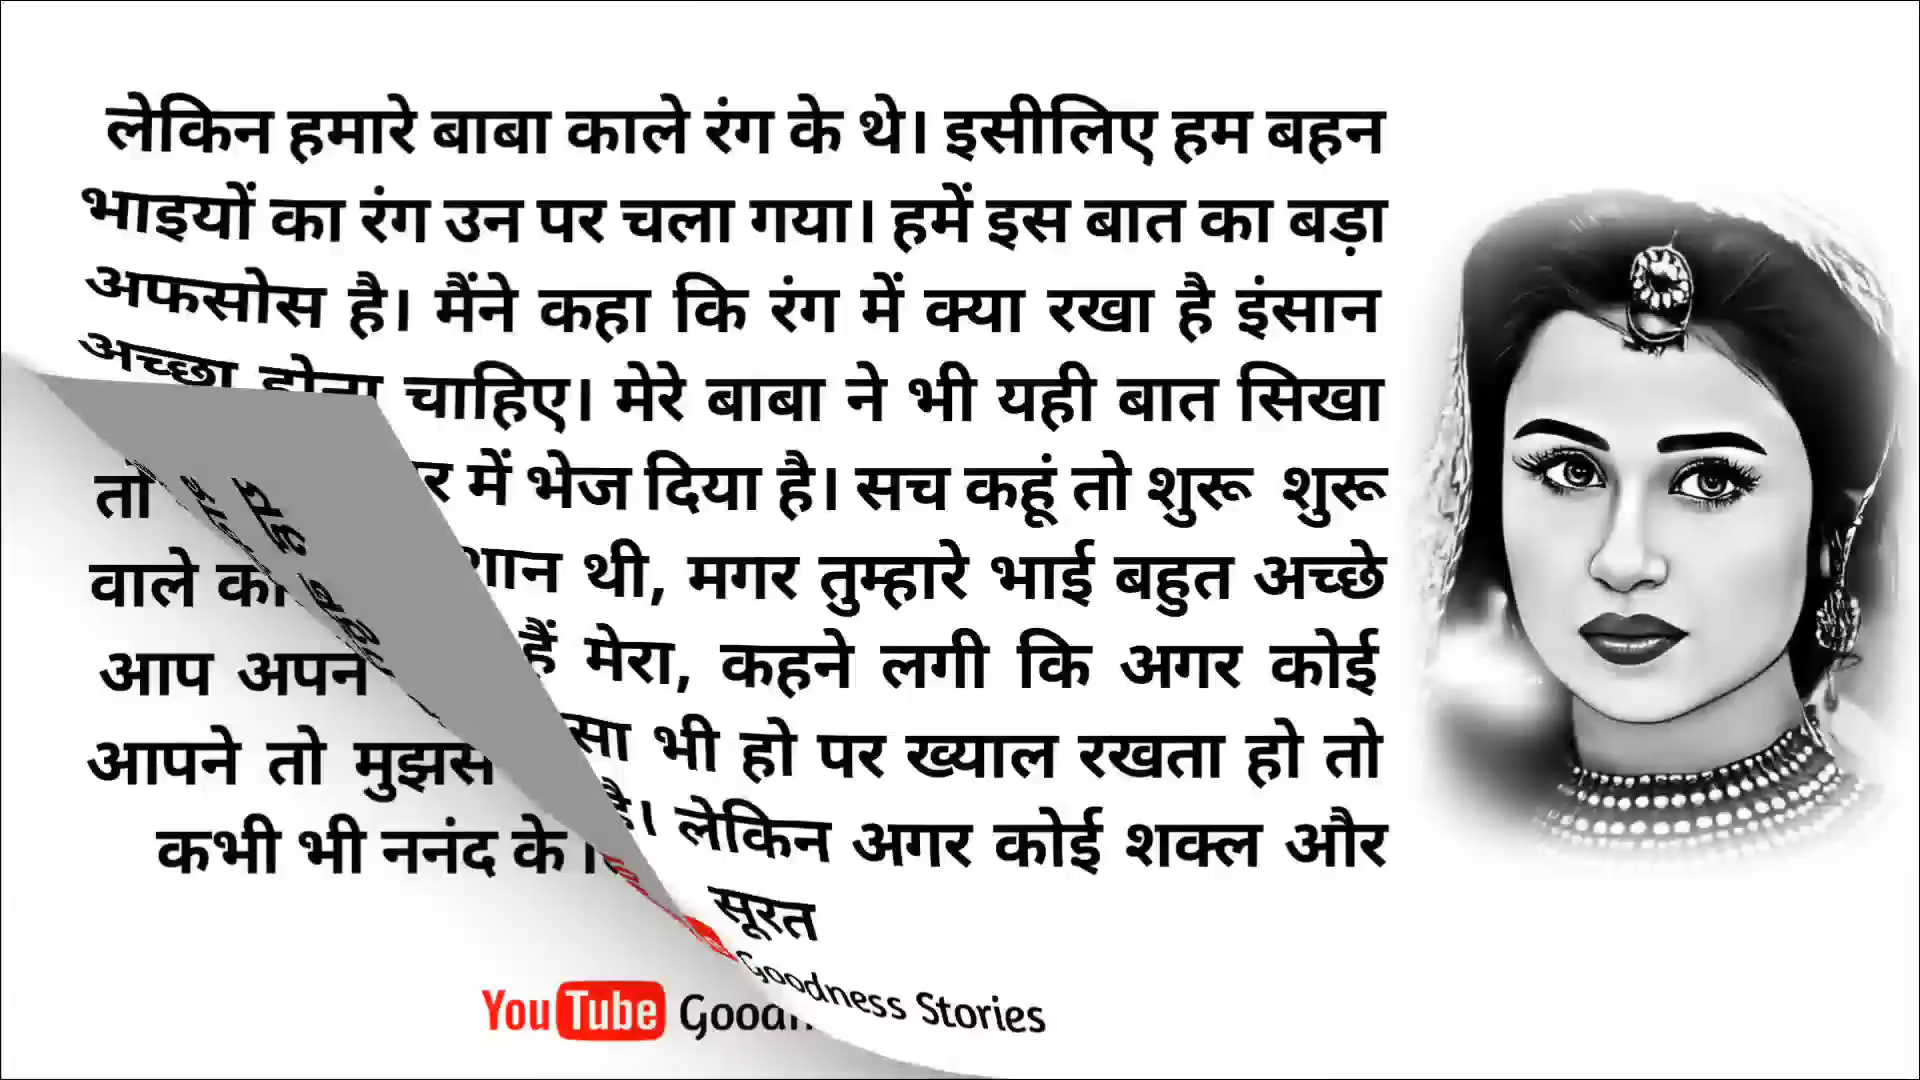 लेकिन हमारे बाबा काले रंग के थे। इसीलिए हम बहन
भाइयों का रंग उन पर चला गया। हमें इस बात का बड़ा
अफसोस है। मैंने कहा कि रंग में क्या रखा है इंसान
अच्छा होना चाहिए। मेरे बाबा ने भी यही बात सिखा
तो में भेज दिया है। सच कहूं तो शुरू शुरू
वाले थी, मगर तुम्हारे भाई बहुत अच्छे
आप हैं मेरा, कहने लगी कि अगर कोई
आपने तो भी हो पर ख्याल रखता हो तो
कभी भी ननंद के है। लेकिन अगर कोई शक्ल और
सूरत
YouTube Goodness Stories